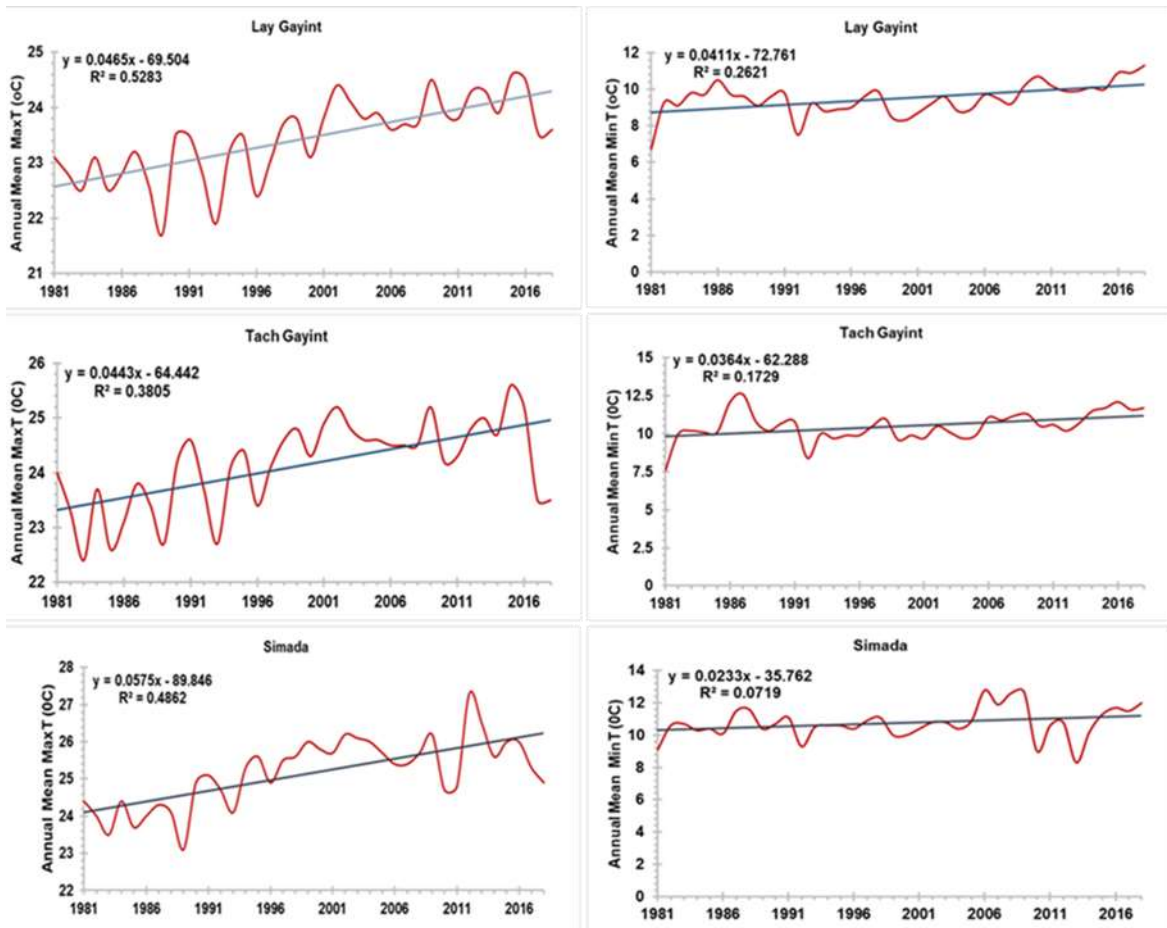 Lay Gayint
y = 0.0465x - 69.504
R² = 0.5283
Annual Mean MaxT (oC)
25
24
23
22
21
1981 1986 1991 1996 2001 2006 2011 2016
Lay Gayint
y = 0.0411x - 72.761
R² = 0.2621
Annual Mean MinT (oC)
12
10
8
6
4
2
0
1981 1986 1991 1996 2001 2006 2011 2016
Tach Gayint
y = 0.0443x - 64.442
R² = 0.3805
Annual Mean MaxT (0C)
26
25
24
23
22
1981 1986 1991 1996 2001 2006 2011 2016
Tach Gayint
y = 0.0364x - 62.288
R² = 0.1729
Annual Mean MinT (0C)
15
12.5
10
7.5
5
2.5
0
1981 1986 1991 1996 2001 2006 2011 2016
Simada
y = 0.0575x - 89.846
R² = 0.4862
Annual Mean MaxT (0C)
28
27
26
25
24
23
22
1981 1986 1991 1996 2001 2006 2011 2016
Simada
y = 0.0233x - 35.762
R² = 0.0719
Annual Mean MinT (0C)
14
12
10
8
6
4
2
0
1981 1986 1991 1996 2001 2006 2011 2016